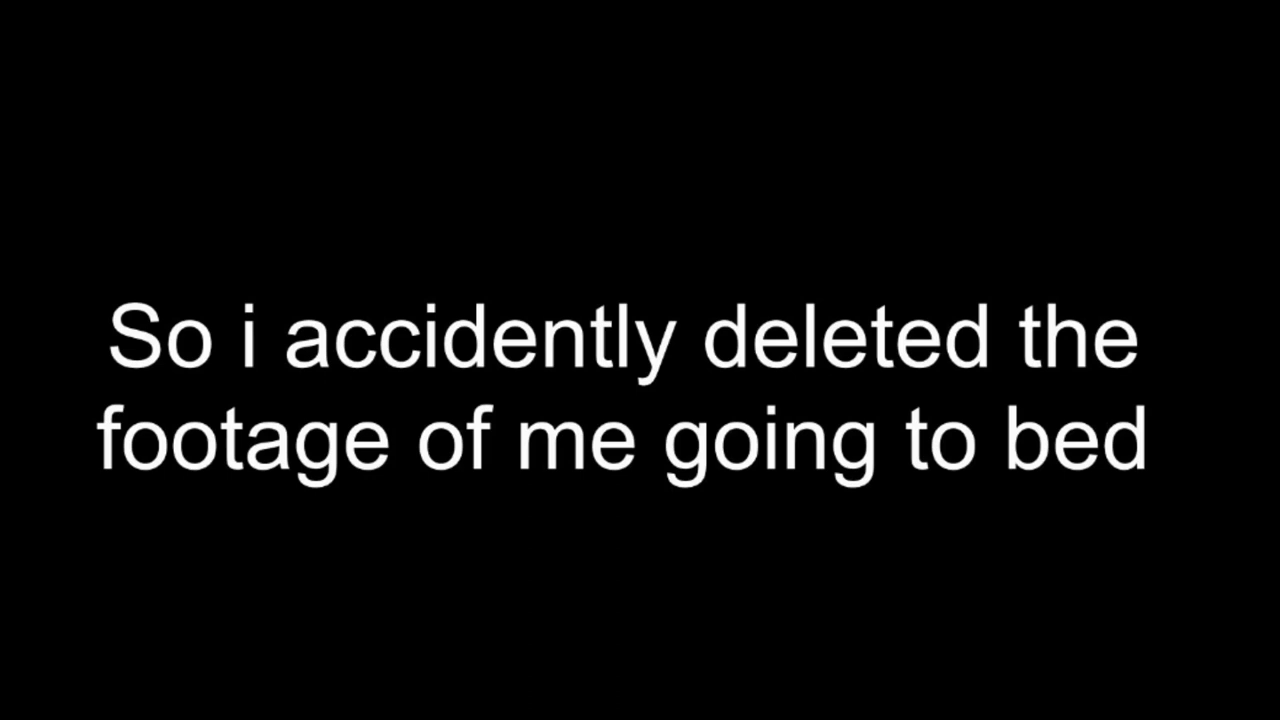 So i accidently deleted the
footage of me going to bed